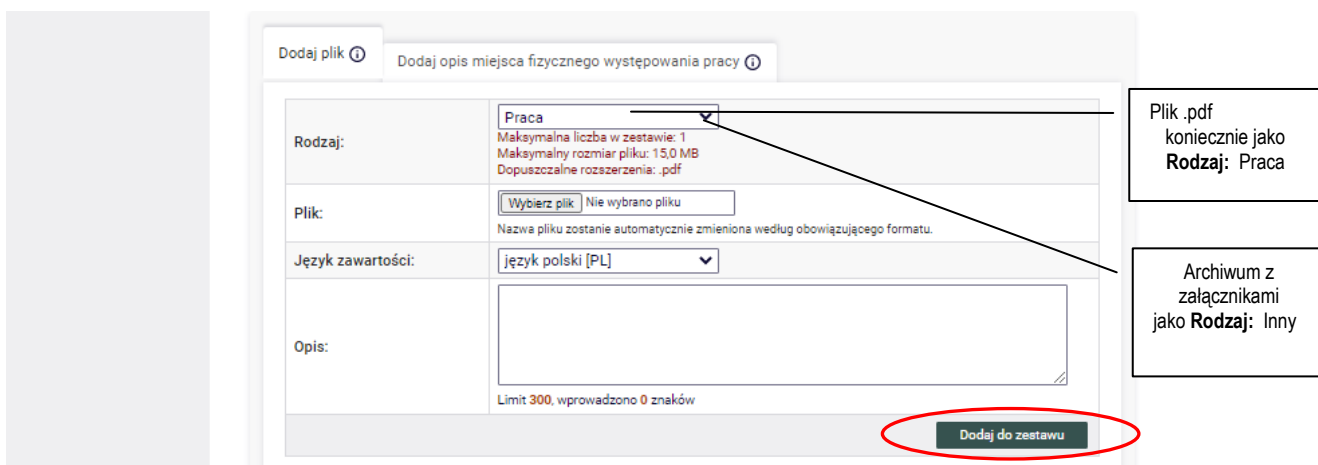 Dodaj plik
Dodaj opis miejsca fizycznego występowania pracy
Rodzaj:
Praca
Maksymalna liczba w zestawie: 1
Maksymalny rozmiar pliku: 15,0 MB
Dopuszczalne rozszerzenia: .pdf
Plik:
Wybierz plik Nie wybrano pliku
Nazwa pliku zostanie automatycznie zmieniona według obowiązującego formatu.
Język zawartości:
język polski [PL]
Opis:
Limit 300, wprowadzono 0 znaków
Dodaj do zestawu
Plik .pdf
koniecznie jako
Rodzaj: Praca
Archiwum z
załącznikami
jako Rodzaj: Inny